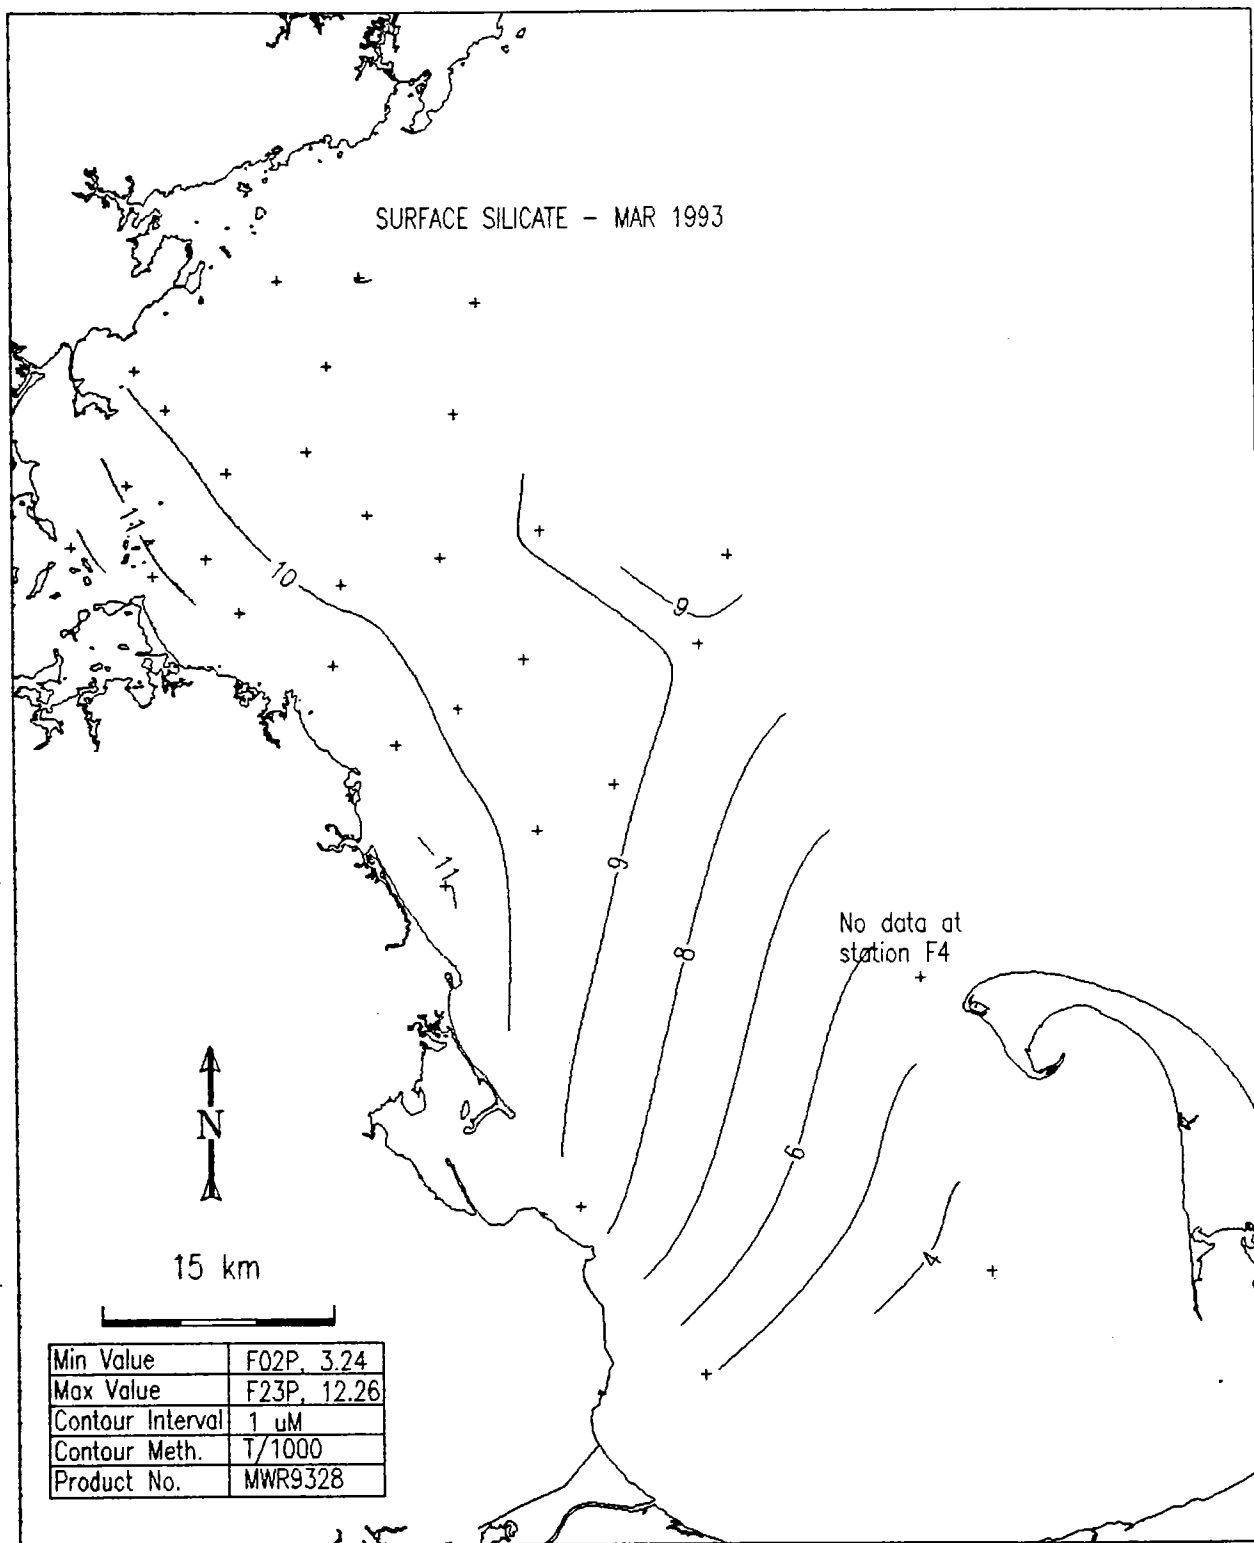 SURFACE SILICATE - MAR 1993
11
10
9
11
9
8
No data at
station F4
N
6
15 km
4
Min Value F02P, 3.24
Max Value F23P, 12.26
Contour Interval 1 uM
Contour Meth. T/1000
Product No. MWR9328